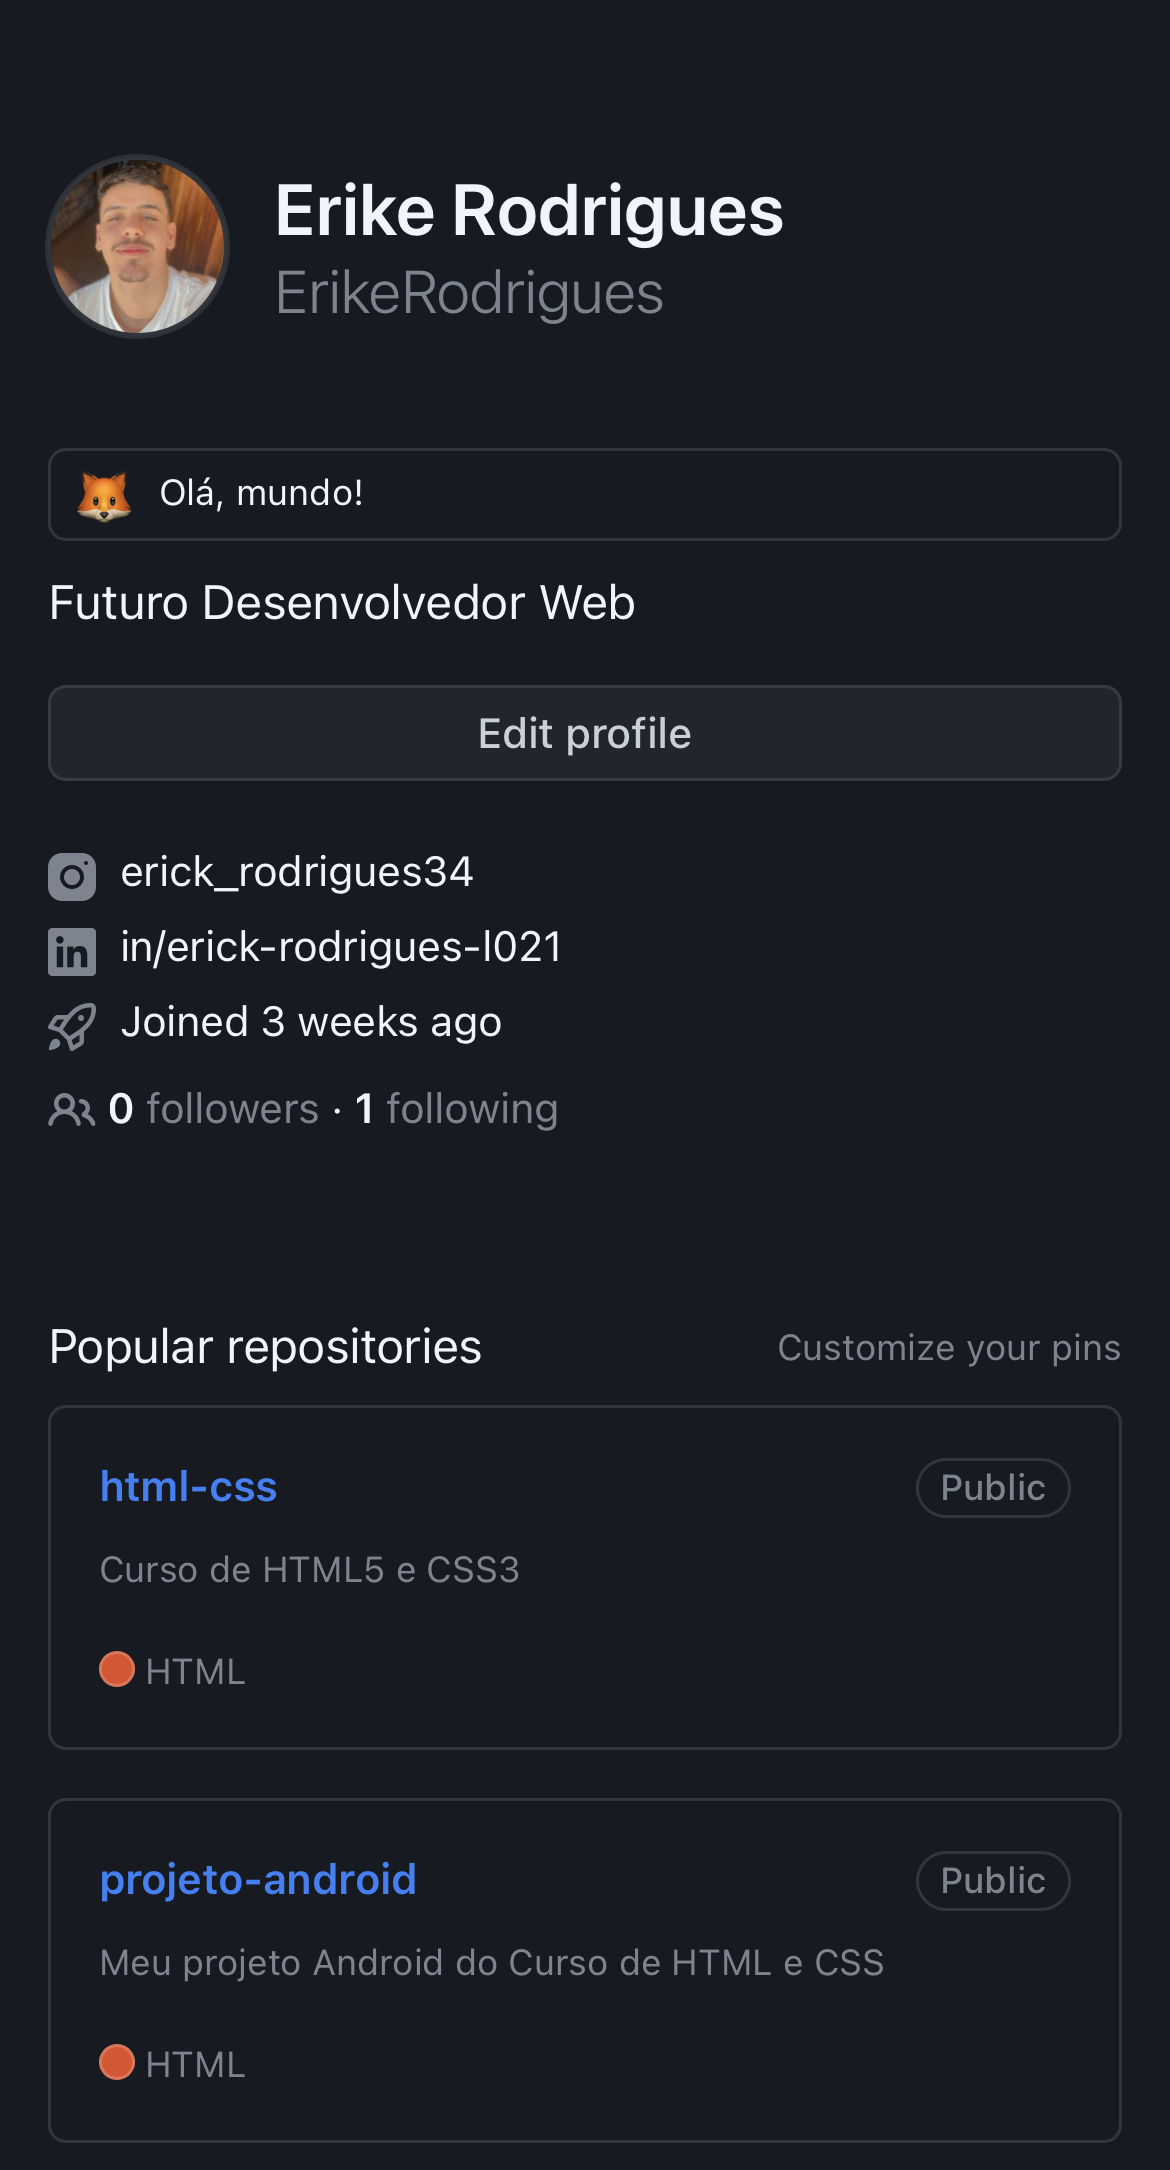 Erike Rodrigues
ErikeRodrigues
Olá, mundo!
Futuro Desenvolvedor Web
Edit profile
erick_rodrigues34
in/erick-rodrigues-l021
Joined 3 weeks ago
0 followers · 1 following
Popular repositories
Customize your pins
html-css
Public
Curso de HTML5 e CSS3
HTML
projeto-android
Public
Meu projeto Android do Curso de HTML e CSS
HTML